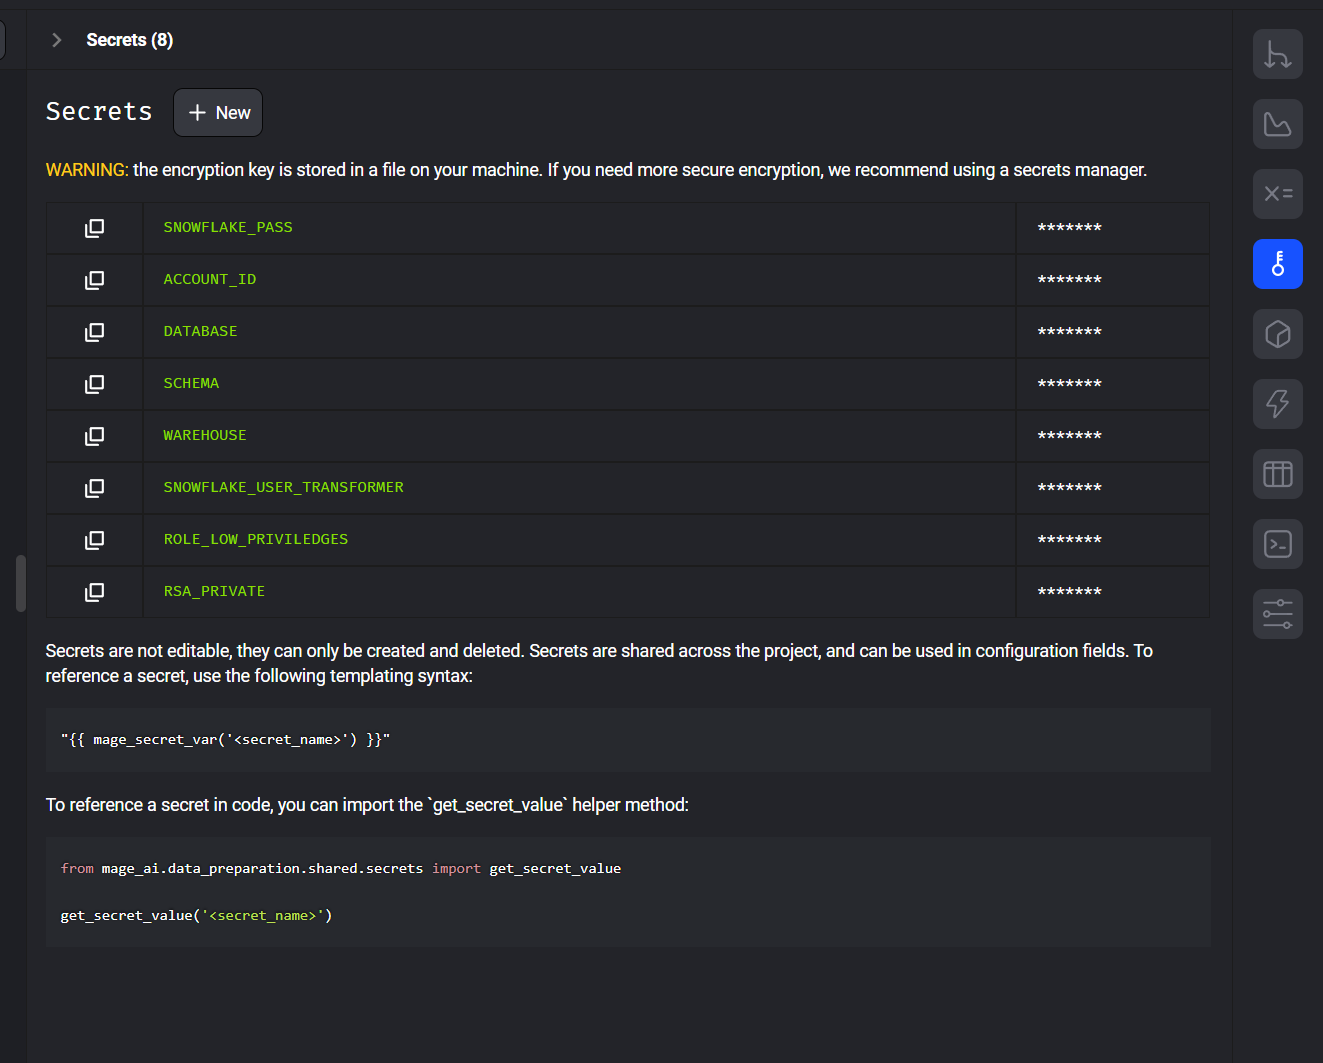 Secrets (8)
Secrets
+ New
WARNING: the encryption key is stored in a file on your machine. If you need more secure encryption, we recommend using a secrets manager.
SNOWFLAKE_PASS *******
ACCOUNT_ID *******
DATABASE *******
SCHEMA *******
WAREHOUSE *******
SNOWFLAKE_USER_TRANSFORMER *******
ROLE_LOW_PRIVILEDGES *******
RSA_PRIVATE *******
Secrets are not editable, they can only be created and deleted. Secrets are shared across the project, and can be used in configuration fields. To
reference a secret, use the following templating syntax:
"{{ mage_secret_var('<secret_name>') }}"
To reference a secret in code, you can import the `get_secret_value` helper method:
from mage_ai.data_preparation.shared.secrets import get_secret_value
get_secret_value('<secret_name>')